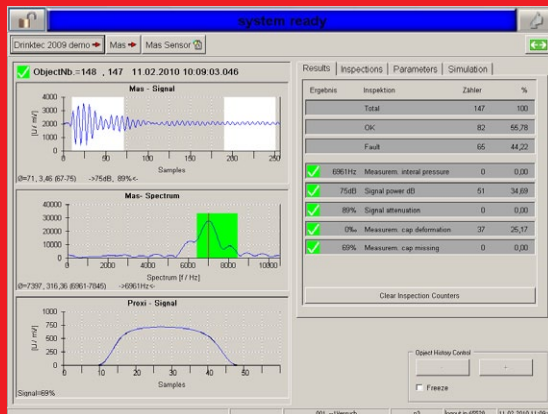 system ready
Drinktec 2009 demo Mas Mas Sensor
ObjectNb.=148 , 147 11.02.2010 10:09:03.046
Mas - Signal
[U/ mV]
4000
3000
2000
1000
0
0 50 100 150 200 250
Samples
Ø=71, 3,46 (67-75) ->75dB, 89%<-
Mas- Spectrum
40000
30000
20000
10000
0
0 2000 4000 6000 8000 10000
Spectrum [f / Hz]
Ø=7397, 316,36 (6961-7845) ->6961Hz<-
Proxi - Signal
[U/ mV]
1000
750
500
250
0
0 10 20 30 40 50
Samples
Signal=69%
Results Inspections Parameters Simulation
Ergebnis Inspektion Zähler %
Total 147 100
OK 82 55,78
Fault 65 44,22
6961Hz Measurem. interal pressure 0 0,00
75dB Signal power dB 51 34,69
89% Signal attenuation 0 0,00
0‰ Measurem. cap deformation 37 25,17
69% Measurem. cap missing 0 0,00
Clear Inspection Counters
Object History Control
Freeze